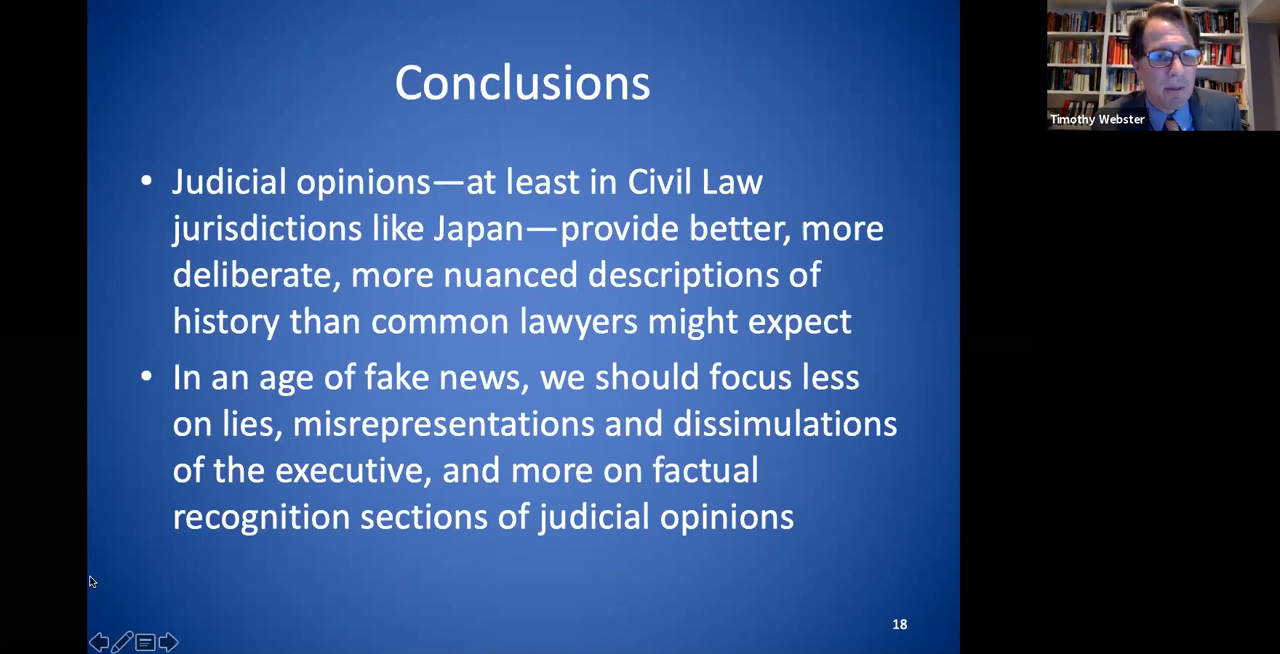 Conclusions
• Judicial opinions—at least in Civil Law
jurisdictions like Japan—provide better, more
deliberate, more nuanced descriptions of
history than common lawyers might expect
• In an age of fake news, we should focus less
on lies, misrepresentations and dissimulations
of the executive, and more on factual
recognition sections of judicial opinions
18
Timothy Webster